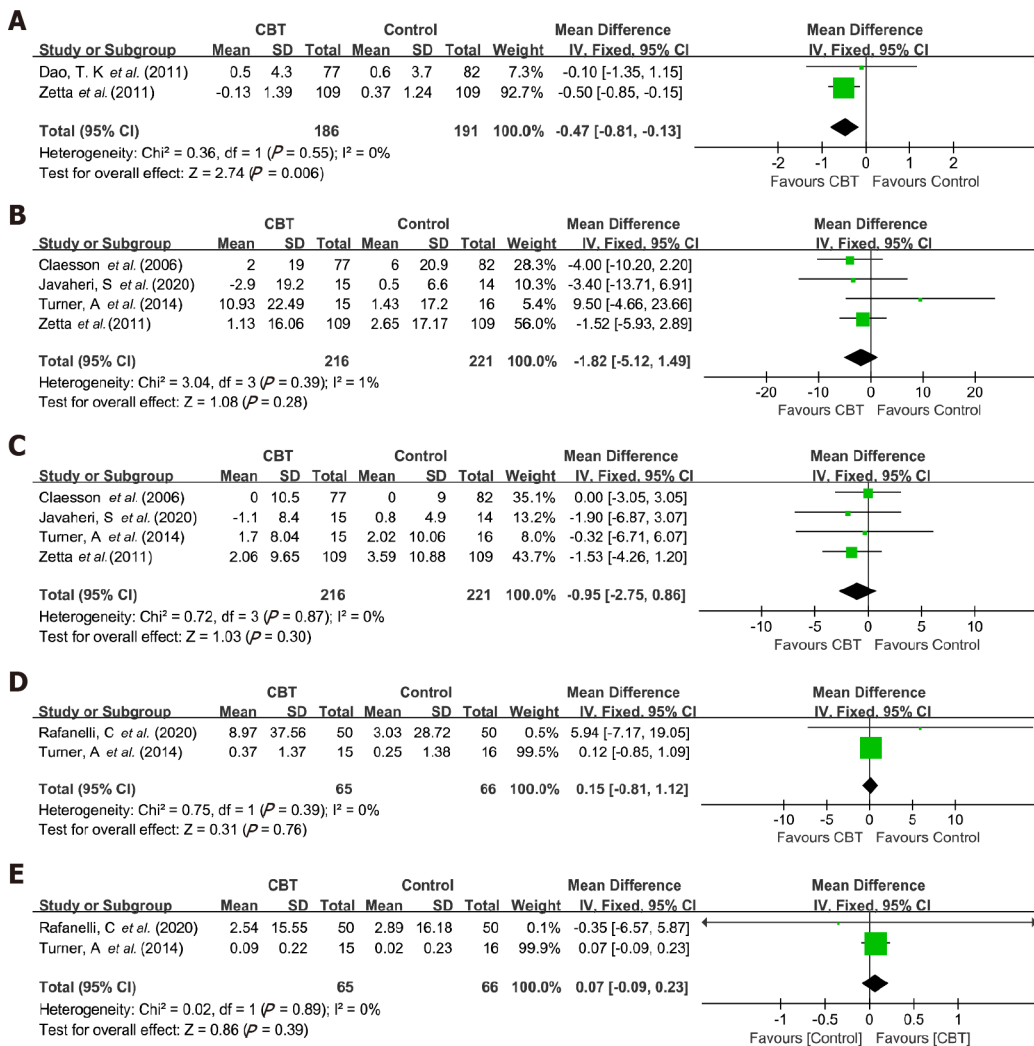 A
CBT Control Mean Difference Mean Difference
Study or Subgroup Mean SD Total Mean SD Total Weight IV, Fixed, 95% CI IV, Fixed, 95% CI
Dao, T. K et al. (2011) 0.5 4.3 77 0.6 3.7 82 7.3% -0.10 [-1.35, 1.15]
Zetta et al. (2011) -0.13 1.39 109 0.37 1.24 109 92.7% -0.50 [-0.85, -0.15]
Total (95% CI) 186 191 100.0% -0.47 [-0.81, -0.13]
Heterogeneity: Chi² = 0.36, df = 1 (P = 0.55); I² = 0%
Test for overall effect: Z = 2.74 (P = 0.006)
-2 -1 0 1 2
Favours CBT Favours Control
B
CBT Control Mean Difference Mean Difference
Study or Subgroup Mean SD Total Mean SD Total Weight IV, Fixed, 95% CI IV, Fixed, 95% CI
Claesson et al. (2006) 2 19 77 6 20.9 82 28.3% -4.00 (-10.20, 2.20]
Javaheri, S et al. (2020) -2.9 19.2 15 0.5 6.6 14 10.3% -3.40 [-13.71, 6.91]
Turner, A et al. (2014) 10.93 22.49 15 1.43 17.2 16 5.4% 9.50 [-4.66, 23.66]
Zetta et al. (2011) 1.13 16.06 109 2.65 17.17 109 56.0% -1.52 [-5.93, 2.89]
Total (95% CI) 216 221 100.0% -1.82 [-5.12, 1.49]
Heterogeneity: Chi² = 3.04, df = 3 (P = 0.39); I² = 1%
Test for overall effect: Z = 1.08 (P = 0.28)
-20 -10 0 10 20
Favours CBT Favours Control
C
CBT Control Mean Difference Mean Difference
Study or Subgroup Mean SD Total Mean SD Total Weight IV, Fixed, 95% CI IV, Fixed, 95% CI
Claesson et al. (2006) 0 10.5 77 0 9 82 35.1% 0.00 [-3.05, 3.05]
Javaheri, S et al. (2020) -1.1 8.4 15 0.8 4.9 14 13.2% -1.90 [-6.87, 3.07]
Turner, A et al. (2014) 1.7 8.04 15 2.02 10.06 16 8.0% -0.32 [-6.71, 6.07]
Zetta et al. (2011) 2.06 9.65 109 3.59 10.88 109 43.7% -1.53 [-4.26, 1.20]
Total (95% CI) 216 221 100.0% -0.95 [-2.75, 0.86]
Heterogeneity: Chi² = 0.72, df = 3 (P = 0.87); I² = 0%
Test for overall effect: Z = 1.03 (P = 0.30)
-10 -5 0 5 10
Favours CBT Favours Control
D
CBT Control Mean Difference Mean Difference
Study or Subgroup Mean SD Total Mean SD Total Weight IV, Fixed, 95% CI IV, Fixed, 95% CI
Rafanelli, C et al. (2020) 8.97 37.56 50 3.03 28.72 50 0.5% 5.94 [-7.17, 19.05]
Turner, A et al. (2014) 0.37 1.37 15 0.25 1.38 16 99.5% 0.12 [-0.85, 1.09]
Total (95% CI) 65 66 100.0% 0.15 [-0.81, 1.12]
Heterogeneity: Chi² = 0.75, df = 1 (P = 0.39); I² = 0%
Test for overall effect: Z = 0.31 (P = 0.76)
-10 -5 0 5 10
Favours CBT Favours Control
E
CBT Control Mean Difference Mean Difference
Study or Subgroup Mean SD Total Mean SD Total Weight IV, Fixed, 95% CI IV, Fixed, 95% CI
Rafanelli, C et al. (2020) 2.54 15.55 50 2.89 16.18 50 0.1% -0.35 [-6.57, 5.87]
Turner, A et al. (2014) 0.09 0.22 15 0.02 0.23 16 99.9% 0.07 [-0.09, 0.23]
Total (95% CI) 65 66 100.0% 0.07 [-0.09, 0.23]
Heterogeneity: Chi² = 0.02, df = 1 (P = 0.89); I² = 0%
Test for overall effect: Z = 0.86 (P = 0.39)
-1 -0.5 0 0.5 1
Favours [Control] Favours [CBT]